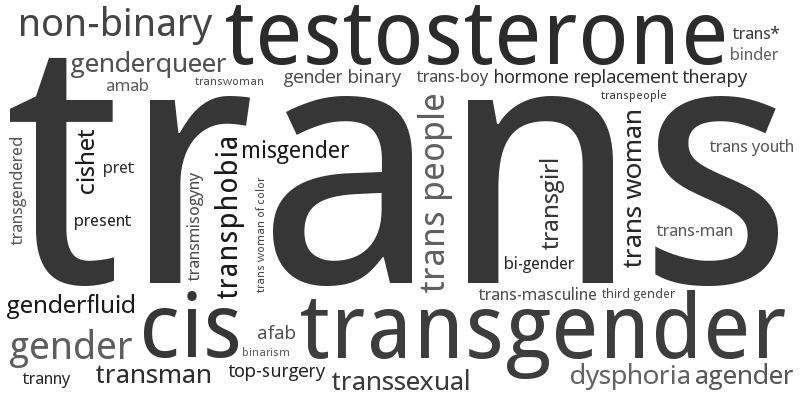 non-binary
testosterone
trans*
genderqueer
binder
amab
transwoman
gender binary
trans-boy
hormone replacement therapy
transpeople
trans
transgendered
cishet
pret
present
transmisogyny
transphobia
misgender
trans woman of color
trans people
bi-gender
transgirl
trans woman
trans youth
trans-man
genderfluid
cis
trans-masculine
third gender
transgender
gender
afab
binarism
tranny
transman
top-surgery
transsexual
dysphoria
agender